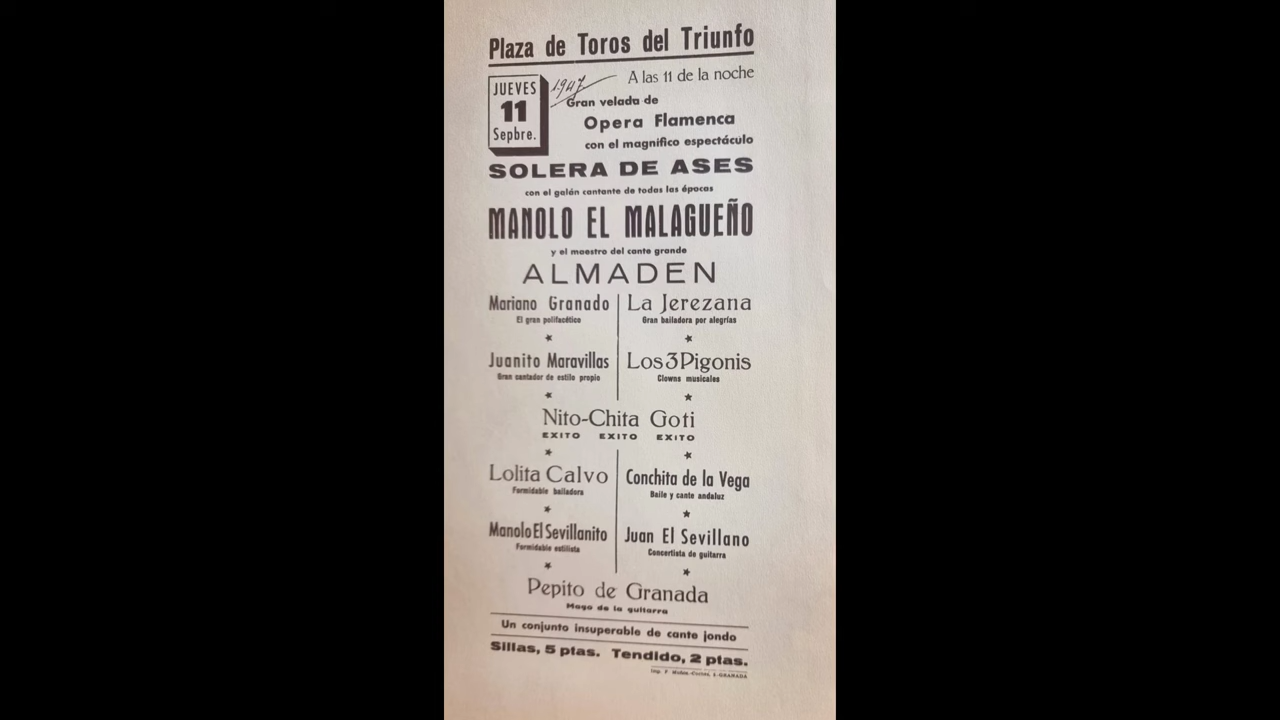 Plaza de Toros del Triunfo
JUEVES
11
Sepbre.
1947
A las 11 de la noche
Gran velada de
Opera Flamenca
con el magnífico espectáculo
SOLERA DE ASES
con el galán cantante de todas las épocas
MANOLO EL MALAGUEÑO
y el maestro del cante grande
ALMADEN
Mariano Granado
El gran polifacético
La Jerezana
Gran bailadora por alegrías
Juanito Maravillas
Gran cantador de estilo propio
Los 3 Pigonis
Clowns musicales
Nito-Chita Goti
EXITO EXITO EXITO
Lolita Calvo
Formidable bailadora
Conchita de la Vega
Baile y cante andaluz
Manolo El Sevillanito
Formidable estilista
Juan El Sevillano
Concertista de guitarra
Pepito de Granada
Mago de la guitarra
Un conjunto insuperable de cante jondo
Sillas, 5 ptas. Tendido, 2 ptas.
Imp. GRANADA